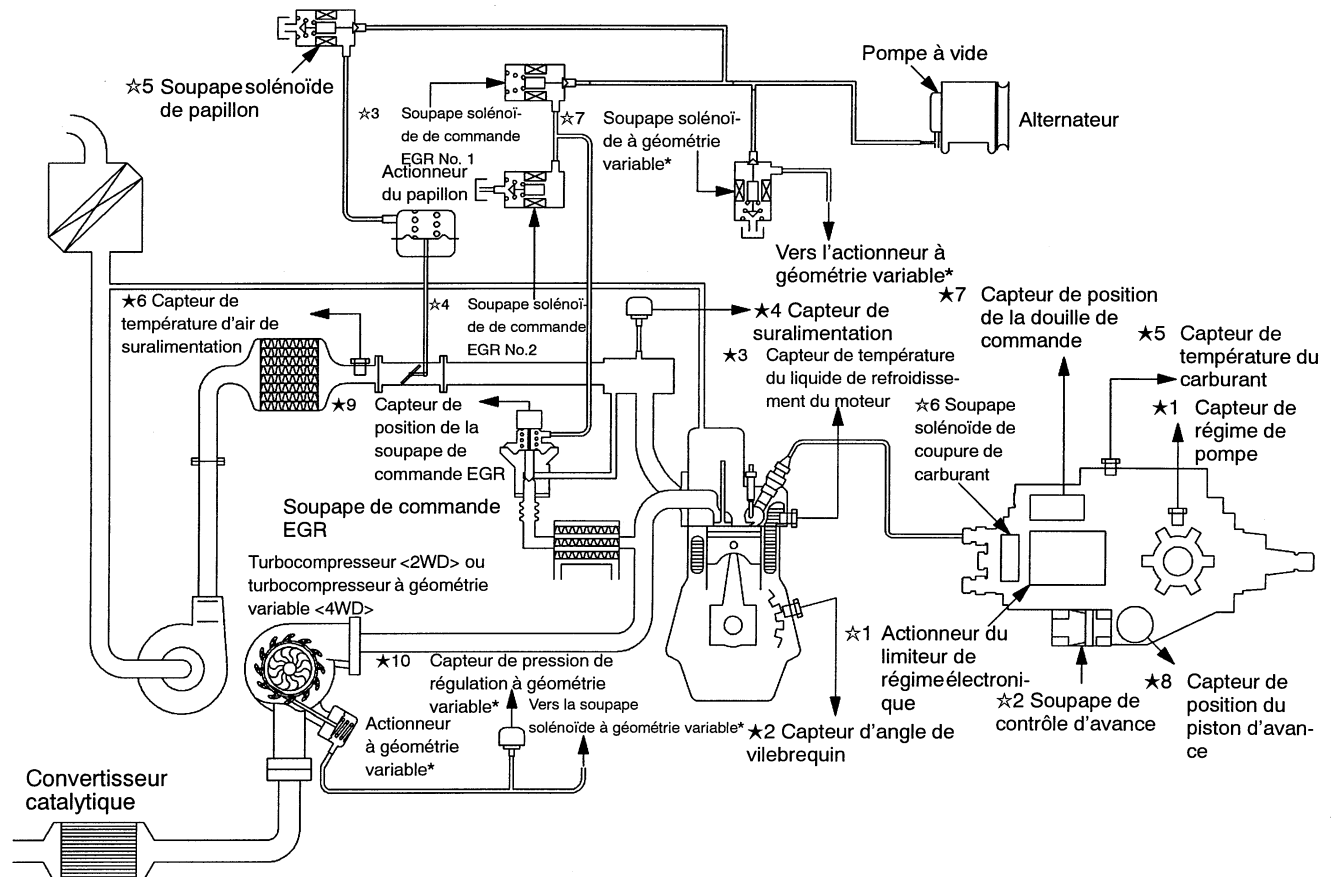 Pompe à vide
Alternateur
☆5 Soupape solénoïde
de papillon
☆3 Soupape solénoï-
de de commande
EGR No. 1
☆7 Soupape solénoï-
de à géométrie
variable*
Actionneur
du papillon
Vers l'actionneur à
géométrie variable*
★6 Capteur de
température d'air de
suralimentation
☆4 Soupape solénoï-
de de commande
EGR No.2
★4 Capteur de
suralimentation
★7 Capteur de position
de la douille de
commande
★5 Capteur de
température du
carburant
★3 Capteur de température
du liquide de refroidisse-
ment du moteur
★9 Capteur de
position de la
soupape de
commande EGR
☆6 Soupape
solénoïde de
coupure de
carburant
★1 Capteur de
régime de
pompe
Soupape de commande
EGR
Turbocompresseur <2WD> ou
turbocompresseur à géométrie
variable <4WD>
★10 Capteur de pression de
régulation à géométrie
variable*
Vers la soupape
solénoïde à géométrie variable*
Actionneur
à géométrie
variable*
★2 Capteur d'angle de
vilebrequin
☆1 Actionneur du
limiteur de
régime électroni-
que
☆2 Soupape de
contrôle d'avance
★8 Capteur de
position du
piston d'avan-
ce
Convertisseur
catalytique